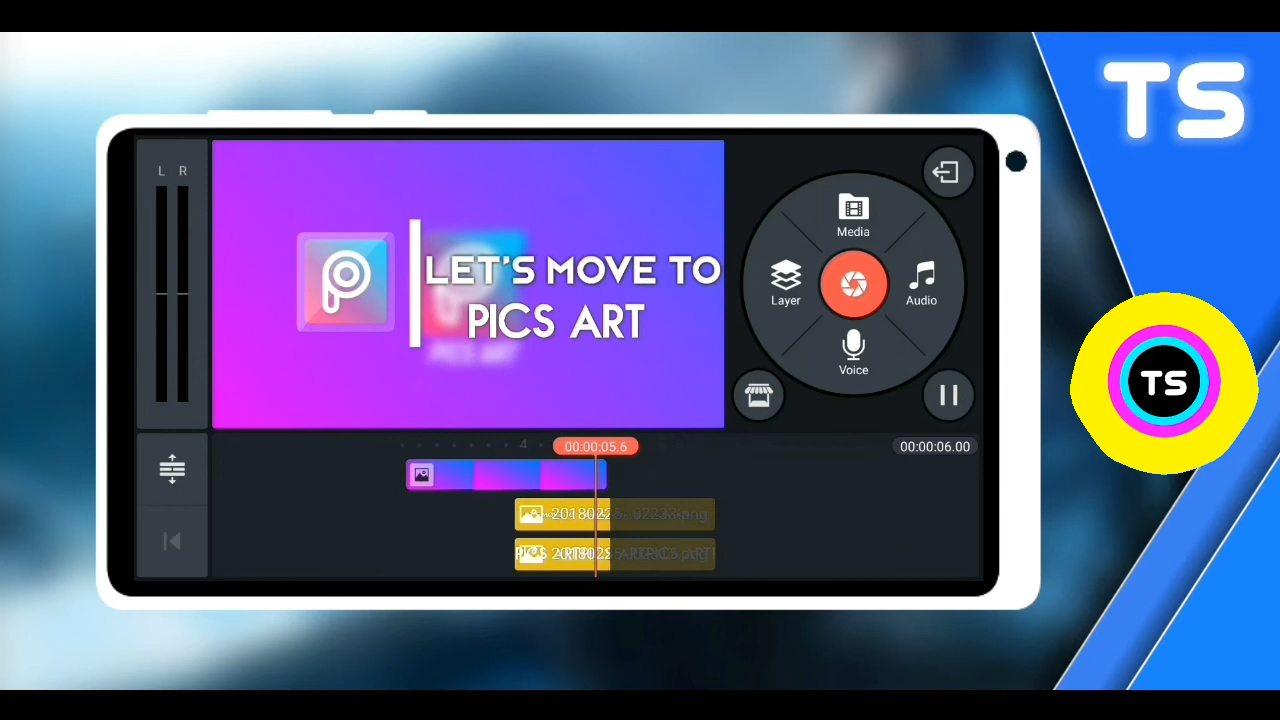 TS
L R
LET'S MOVE TO
PICS ART
Media
Layer
Audio
Voice
TS
4
00:00:05.6
00:00:06.00